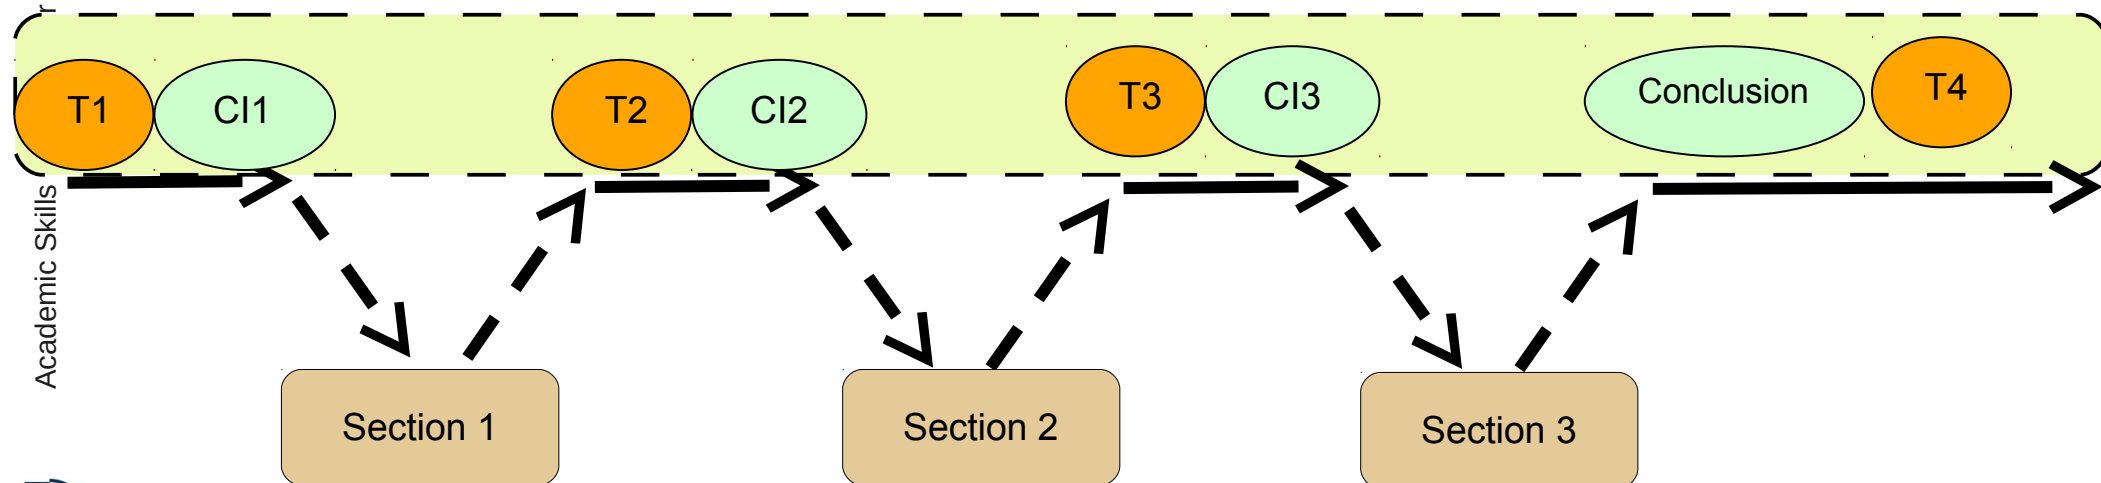 T1
CI1
T2
CI2
T3
CI3
Conclusion
T4
Academic Skills
Section 1
Section 2
Section 3